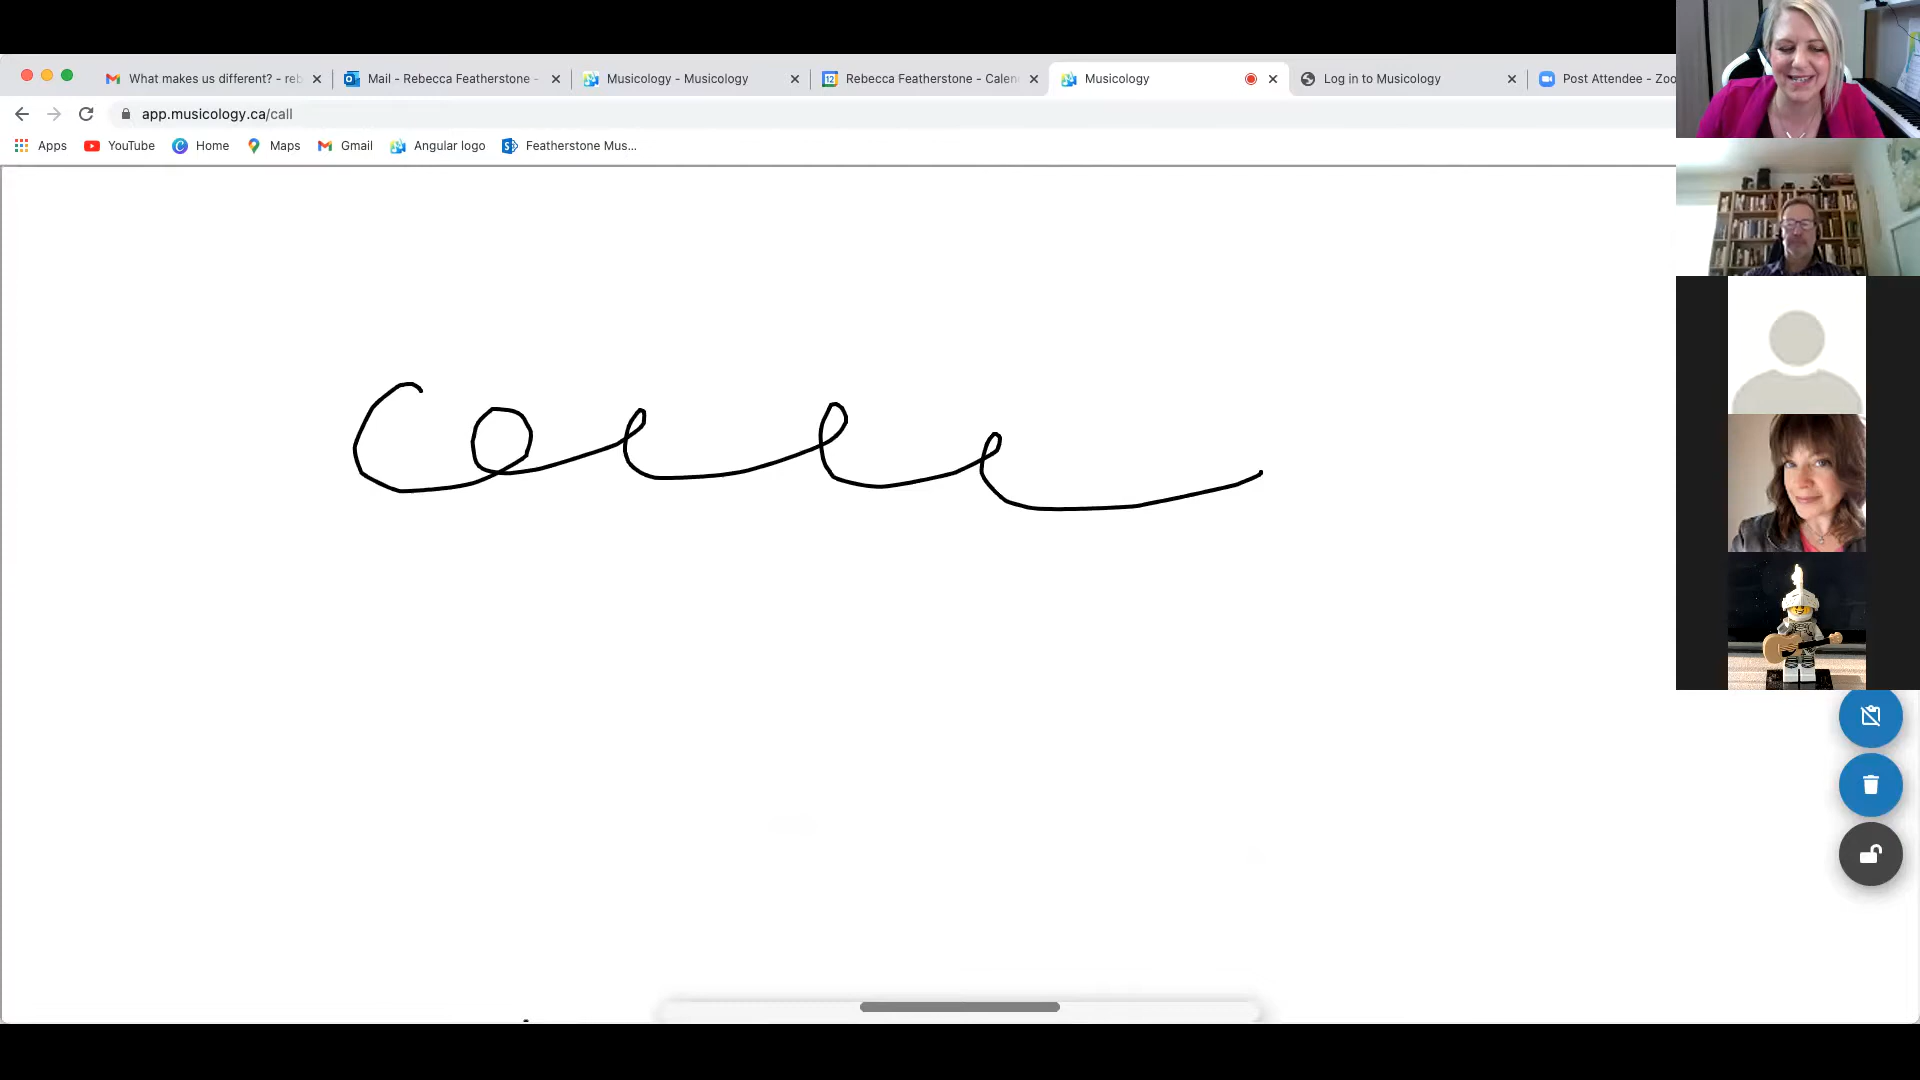 What makes us different? - reb
Mail - Rebecca Featherstone -
Musicology - Musicology
Rebecca Featherstone - Calen
Musicology
Log in to Musicology
Post Attendee - Zoo
app.musicology.ca/call
Apps YouTube Home Maps Gmail Angular logo Featherstone Mus...